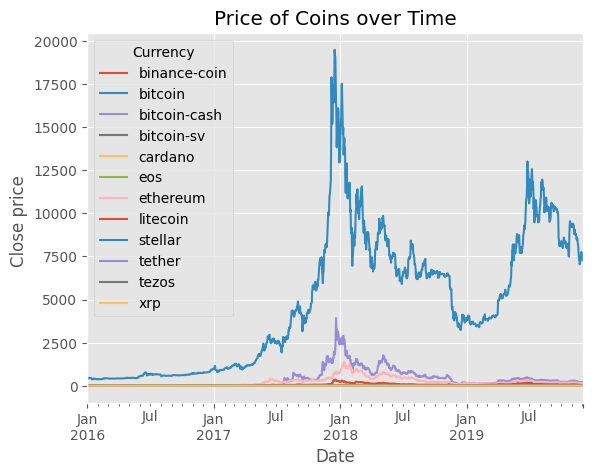 Price of Coins over Time
20000
17500
15000
12500
10000
7500
5000
2500
0
Close price
Currency
binance-coin
bitcoin
bitcoin-cash
bitcoin-sv
cardano
eos
ethereum
litecoin
stellar
tether
tezos
xrp
Jan Jul Jan Jul Jan Jul Jan Jul
2016 2017 2018 2019
Date